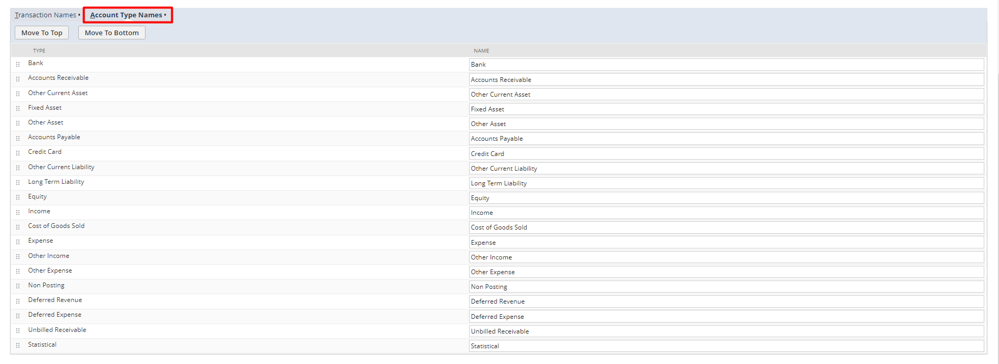 Transaction Names • Account Type Names •
Move To Top Move To Bottom
TYPE NAME
Bank Bank
Accounts Receivable Accounts Receivable
Other Current Asset Other Current Asset
Fixed Asset Fixed Asset
Other Asset Other Asset
Accounts Payable Accounts Payable
Credit Card Credit Card
Other Current Liability Other Current Liability
Long Term Liability Long Term Liability
Equity Equity
Income Income
Cost of Goods Sold Cost of Goods Sold
Expense Expense
Other Income Other Income
Other Expense Other Expense
Non Posting Non Posting
Deferred Revenue Deferred Revenue
Deferred Expense Deferred Expense
Unbilled Receivable Unbilled Receivable
Statistical Statistical